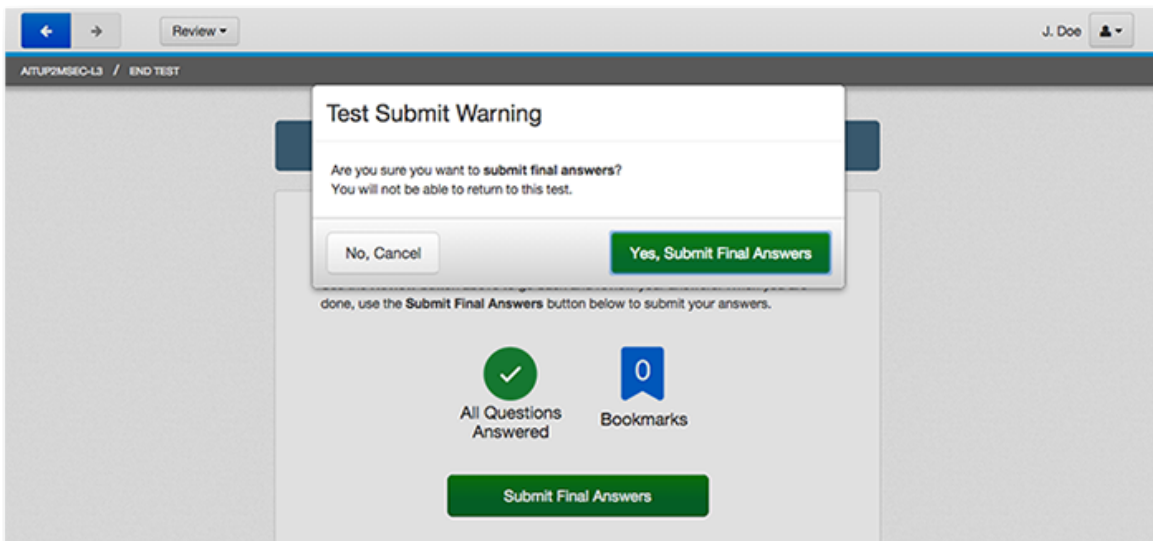 Review
J. Doe
AITUP2MSEC-L3 / END TEST
Test Submit Warning
Are you sure you want to submit final answers?
You will not be able to return to this test.
No, Cancel
Yes, Submit Final Answers
done, use the Submit Final Answers button below to submit your answers.
0
All Questions
Answered
Bookmarks
Submit Final Answers